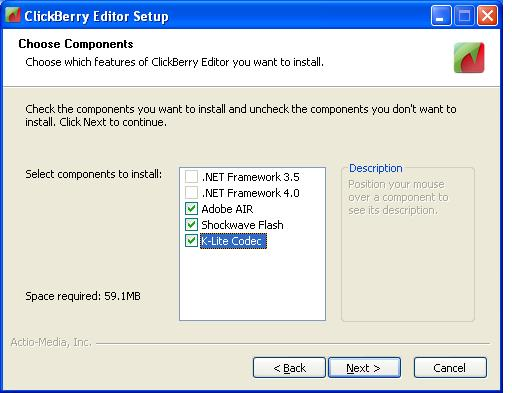 ClickBerry Editor Setup
Choose Components
Choose which features of ClickBerry Editor you want to install.
Check the components you want to install and uncheck the components you don't want to
install. Click Next to continue.
Select components to install:
.NET Framework 3.5
.NET Framework 4.0
Adobe AIR
Shockwave Flash
K-Lite Codec
Description
Position your mouse
over a component to
see its description.
Space required: 59.1MB
Actio-Media, Inc.
< Back
Next >
Cancel